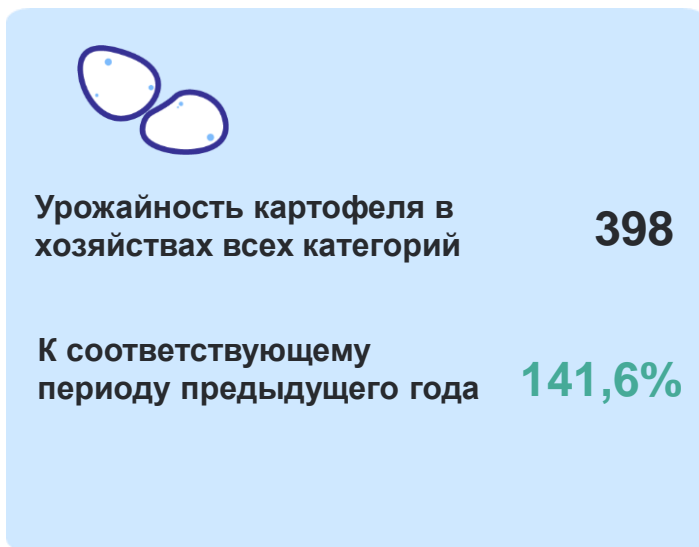 Урожайность картофеля в
хозяйствах всех категорий
398
К соответствующему
периоду предыдущего года
141,6%